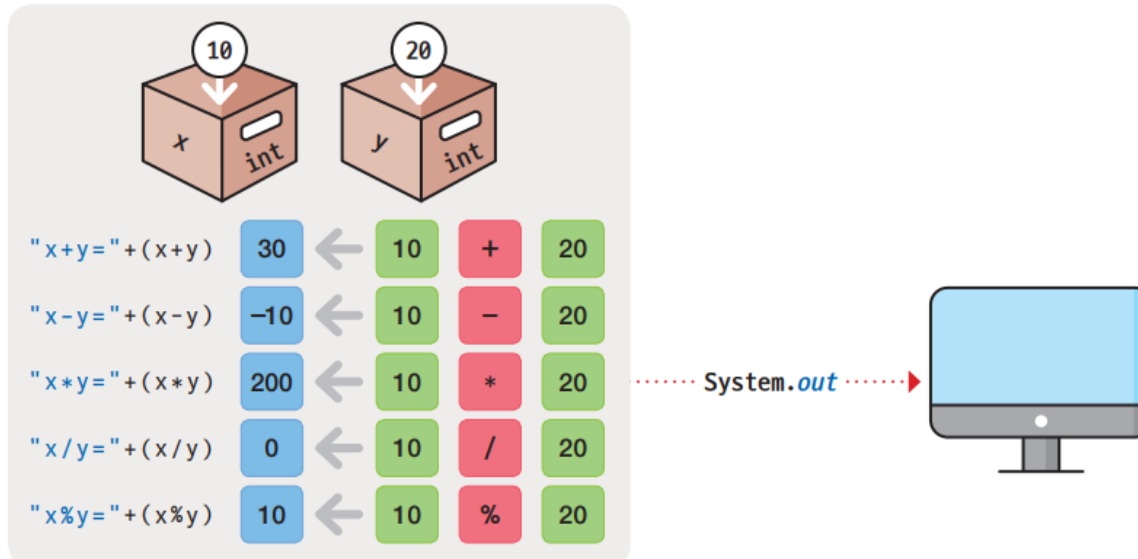 10 20
x int y int
"x+y="+(x+y) 30 10 + 20
"x-y="+(x-y) -10 10 - 20
"x*y="+(x*y) 200 10 * 20 System.out
"x/y="+(x/y) 0 10 / 20
"x%y="+(x%y) 10 10 % 20